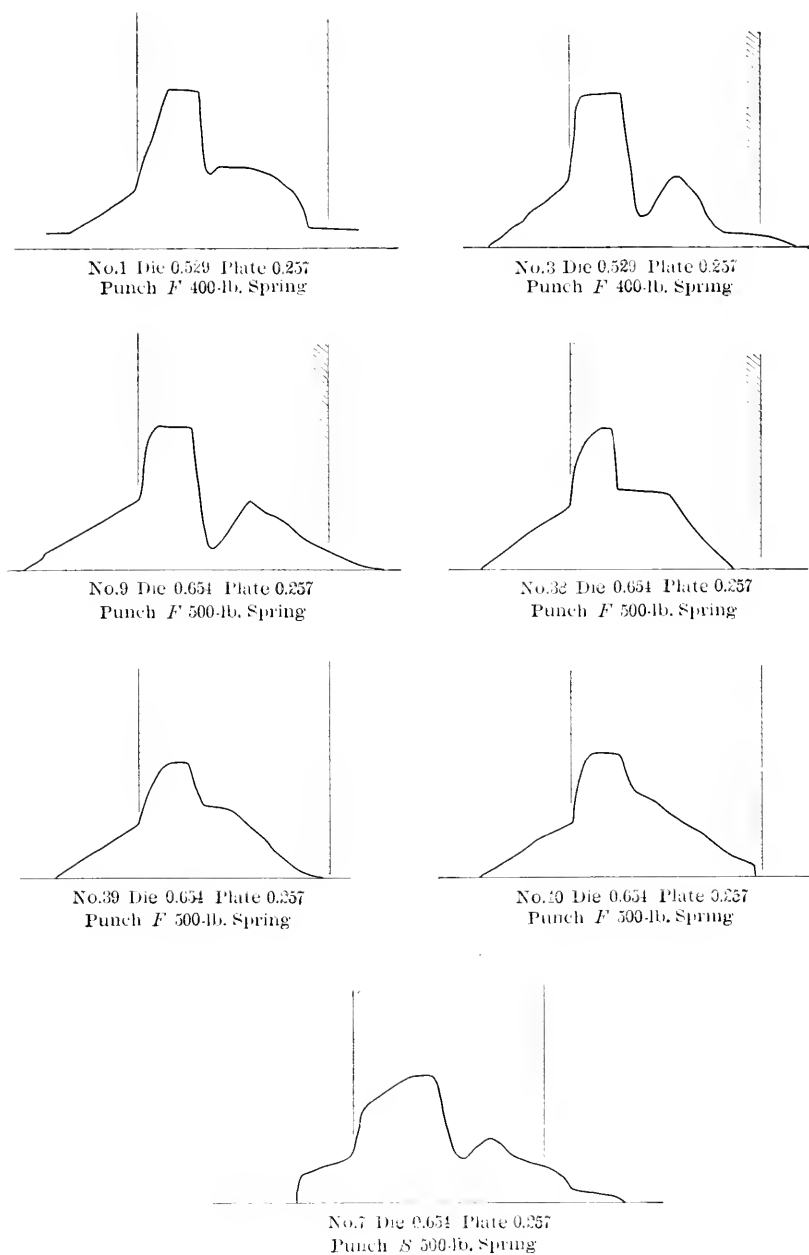 No.1 Die 0.529 Plate 0.257
Punch F 400-lb. Spring
No.3 Die 0.529 Plate 0.257
Punch F 400-lb. Spring
No.9 Die 0.654 Plate 0.257
Punch F 500-lb. Spring
No.38 Die 0.654 Plate 0.257
Punch F 500-lb. Spring
No.39 Die 0.654 Plate 0.257
Punch F 500-lb. Spring
No.40 Die 0.654 Plate 0.257
Punch F 500-lb. Spring
No.7 Die 0.654 Plate 0.257
Punch S 500-lb. Spring